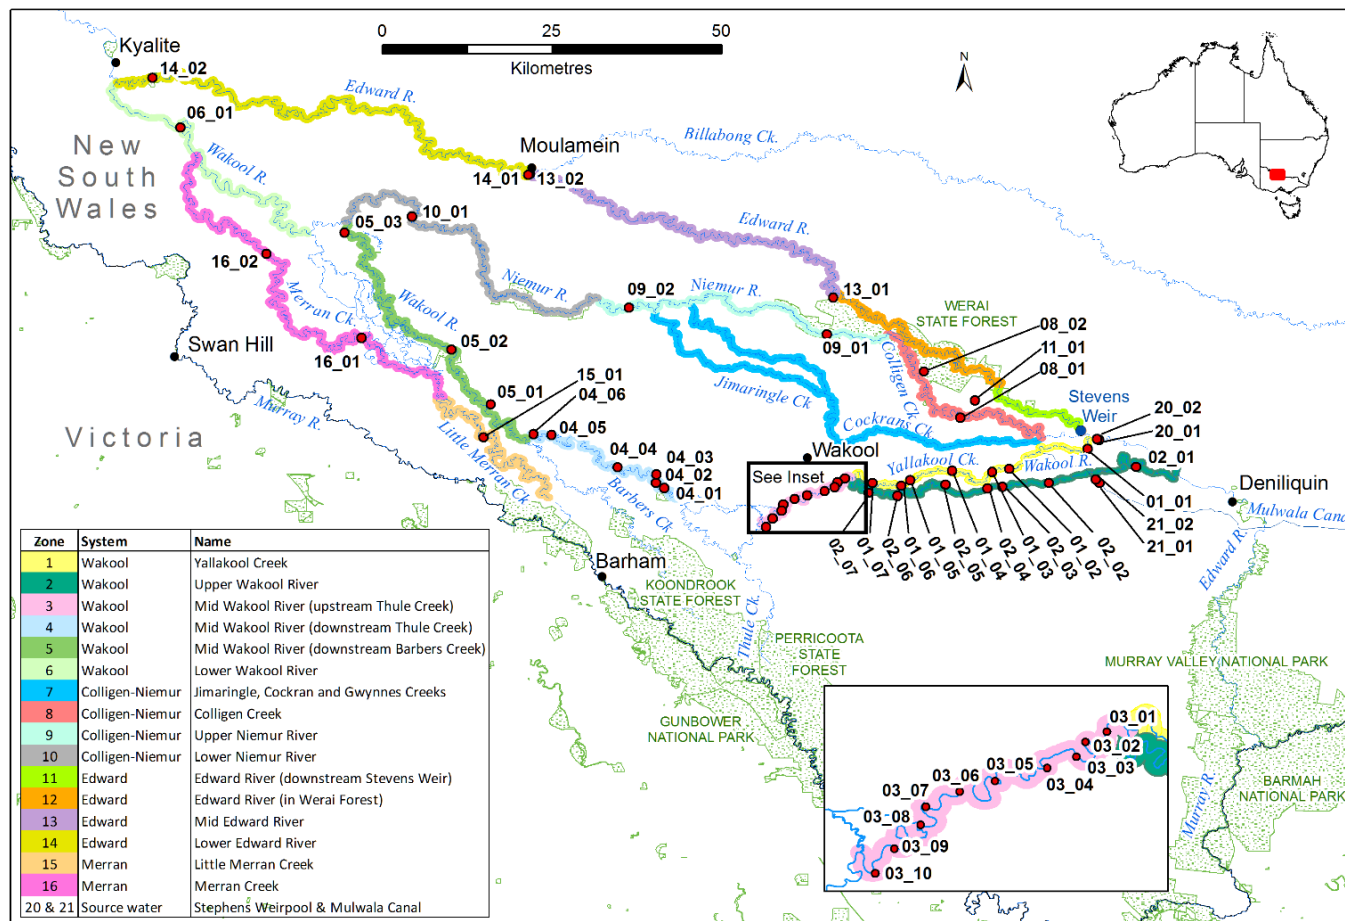 0 25 50
Kilometres
N
Kyalite
14_02
06_01
Edward R.
New
South
Wales
Wakool R.
Moulamein
14_01
13_02
Billabong Ck.
05_03
10_01
Edward R.
16_02
Merran Ck
Niemur R.
09_02
Niemur R.
13_01
WERAI
STATE FOREST
Wakool R.
Swan Hill
16_01
05_02
09_01
08_02
11_01
08_01
Colligen Ck
Jimaringle Ck
Stevens
Weir
Murray R.
Victoria
05_01
15_01
04_06
Cockrans Ck
20_02
20_01
04_05
Little Merran Ck
04_04
04_03
04_02
04_01
Barbers Ck
Wakool
See Inset
Yallakool Ck.
Wakool R.
02_01
Deniliquin
Mulwala Canal
01_01
21_02
21_01
02_07
01_07
02_06
01_06
01_05
02_05
01_04
02_04
01_03
02_03
01_02
02_02
Edward R.
Barham
KOONDROOK
STATE FOREST
Thule Ck.
PERRICOOTA
STATE
FOREST
GUNBOWER
NATIONAL PARK
MURRAY VALLEY NATIONAL PARK
BARMAH
NATIONAL PARK
Murray R.
03_01
03_02
03_03
03_05
03_04
03_06
03_07
03_08
03_09
03_10
Zone System Name
1 Wakool Yallakool Creek
2 Wakool Upper Wakool River
3 Wakool Mid Wakool River (upstream Thule Creek)
4 Wakool Mid Wakool River (downstream Thule Creek)
5 Wakool Mid Wakool River (downstream Barbers Creek)
6 Wakool Lower Wakool River
7 Colligen-Niemur Jimaringle, Cockran and Gwynnes Creeks
8 Colligen-Niemur Colligen Creek
9 Colligen-Niemur Upper Niemur River
10 Colligen-Niemur Lower Niemur River
11 Edward Edward River (downstream Stevens Weir)
12 Edward Edward River (in Werai Forest)
13 Edward Mid Edward River
14 Edward Lower Edward River
15 Merran Little Merran Creek
16 Merran Merran Creek
20 & 21 Source water Stephens Weirpool & Mulwala Canal